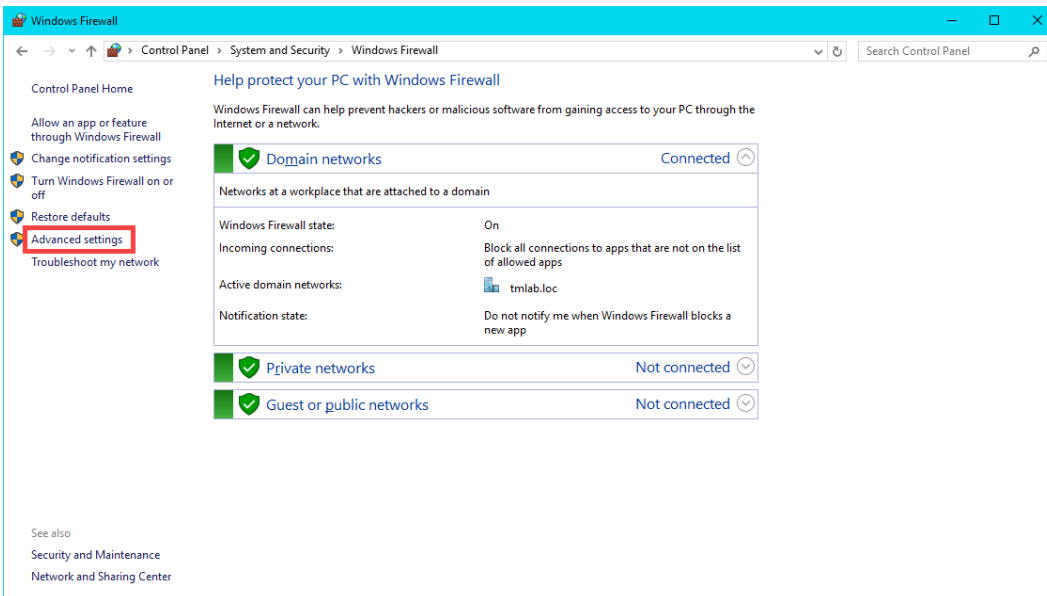 Windows Firewall
Control Panel > System and Security > Windows Firewall
Search Control Panel
Control Panel Home
Allow an app or feature
through Windows Firewall
Change notification settings
Turn Windows Firewall on or
off
Restore defaults
Advanced settings
Troubleshoot my network
Help protect your PC with Windows Firewall
Windows Firewall can help prevent hackers or malicious software from gaining access to your PC through the
Internet or a network.
Domain networks Connected
Networks at a workplace that are attached to a domain
Windows Firewall state: On
Incoming connections: Block all connections to apps that are not on the list
of allowed apps
Active domain networks: tmlab.loc
Notification state: Do not notify me when Windows Firewall blocks a
new app
Private networks Not connected
Guest or public networks Not connected
See also
Security and Maintenance
Network and Sharing Center